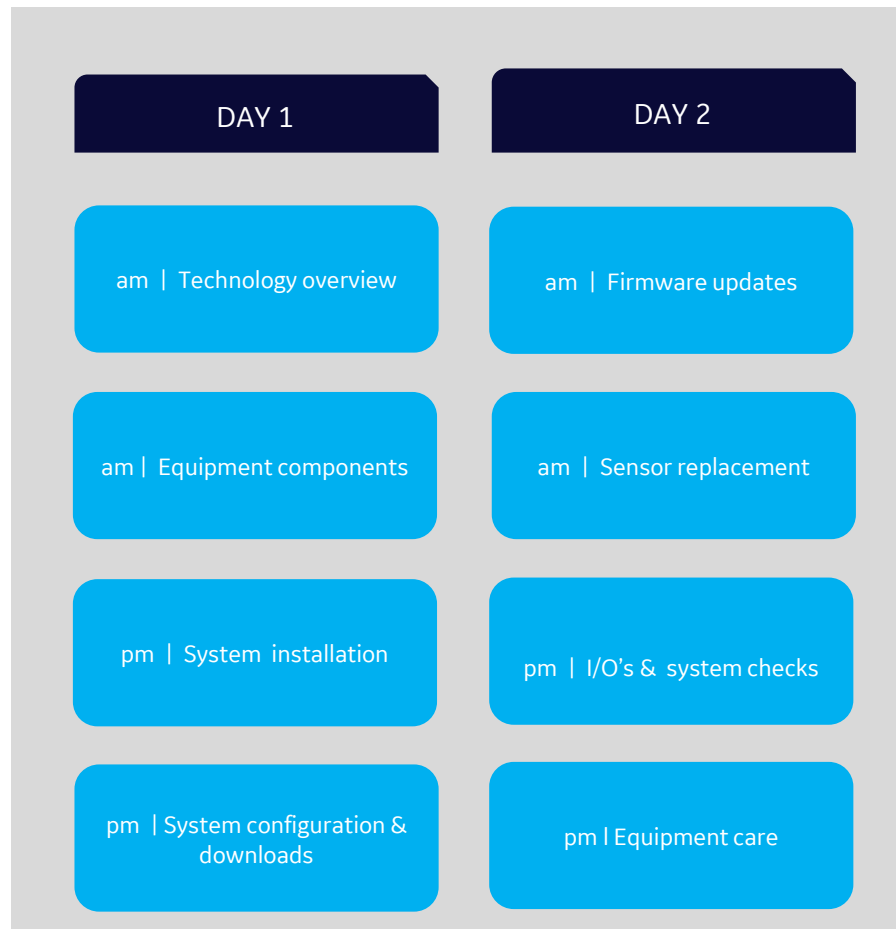 DAY 1
am | Technology overview
am | Equipment components
pm | System installation
pm | System configuration &
downloads
DAY 2
am | Firmware updates
am | Sensor replacement
pm | I/O’s & system checks
pm l Equipment care